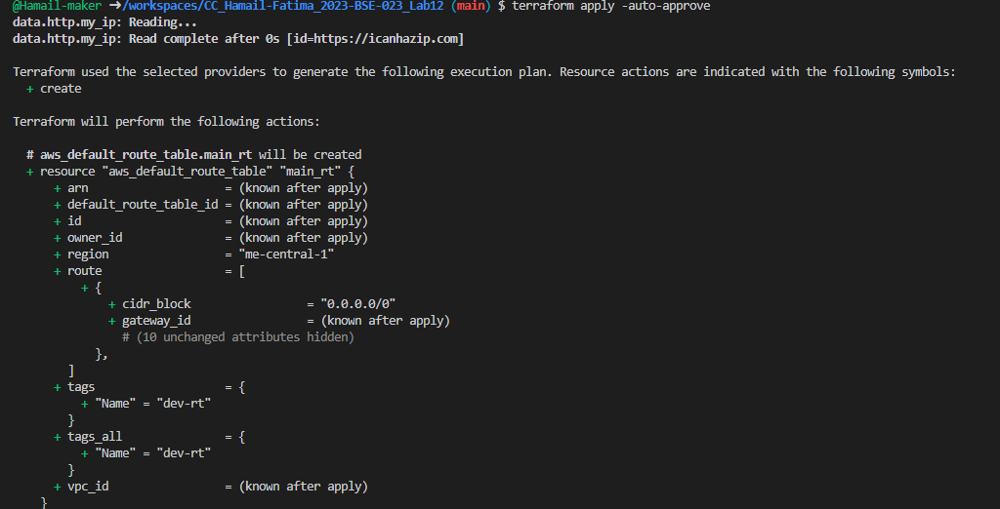 @Hamail-maker ➜/workspaces/CC_Hamail-Fatima_2023-BSE-023_Lab12 (main) $ terraform apply -auto-approve
data.http.my_ip: Reading...
data.http.my_ip: Read complete after 0s [id=https://icanhazip.com]
Terraform used the selected providers to generate the following execution plan. Resource actions are indicated with the following symbols:
+ create
Terraform will perform the following actions:
# aws_default_route_table.main_rt will be created
+ resource "aws_default_route_table" "main_rt" {
+ arn = (known after apply)
+ default_route_table_id = (known after apply)
+ id = (known after apply)
+ owner_id = (known after apply)
+ region = "me-central-1"
+ route = [
+ {
+ cidr_block = "0.0.0.0/0"
+ gateway_id = (known after apply)
# (10 unchanged attributes hidden)
},
]
+ tags = {
+ "Name" = "dev-rt"
}
+ tags_all = {
+ "Name" = "dev-rt"
}
+ vpc_id = (known after apply)
}